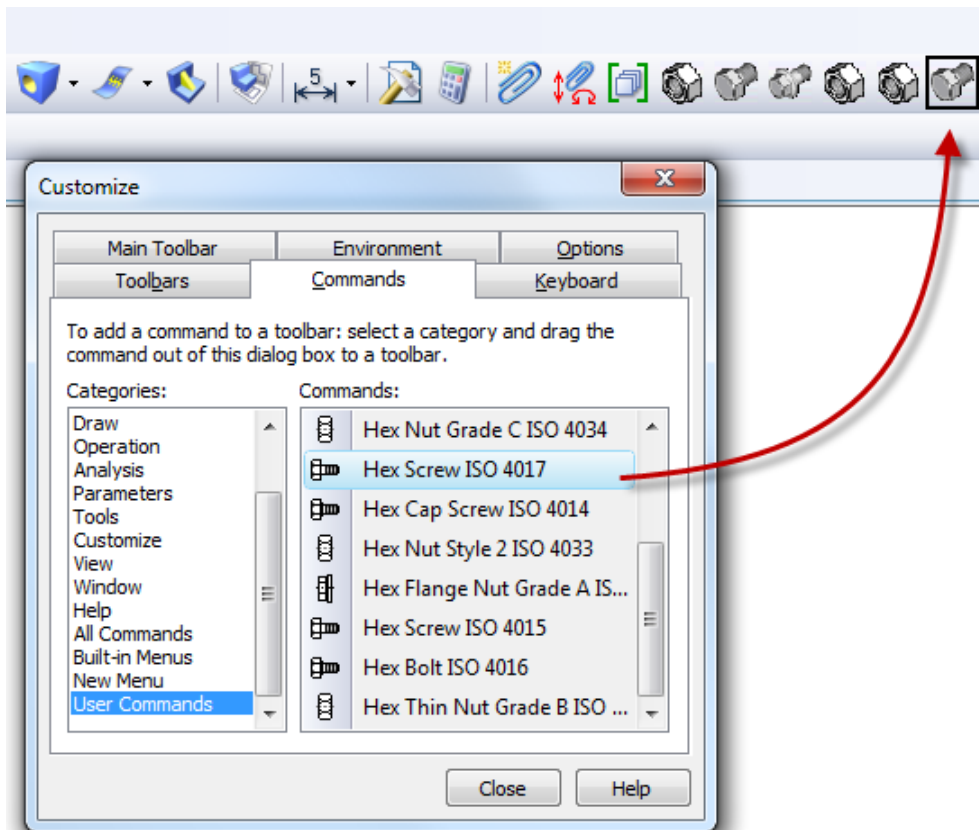 5
Customize
Main Toolbar
Environment
Options
Toolbars
Commands
Keyboard
To add a command to a toolbar: select a category and drag the
command out of this dialog box to a toolbar.
Categories:
Commands:
Draw
Operation
Analysis
Parameters
Tools
Customize
View
Window
Help
All Commands
Built-in Menus
New Menu
User Commands
Hex Nut Grade C ISO 4034
Hex Screw ISO 4017
Hex Cap Screw ISO 4014
Hex Nut Style 2 ISO 4033
Hex Flange Nut Grade A IS...
Hex Screw ISO 4015
Hex Bolt ISO 4016
Hex Thin Nut Grade B ISO ...
Close
Help